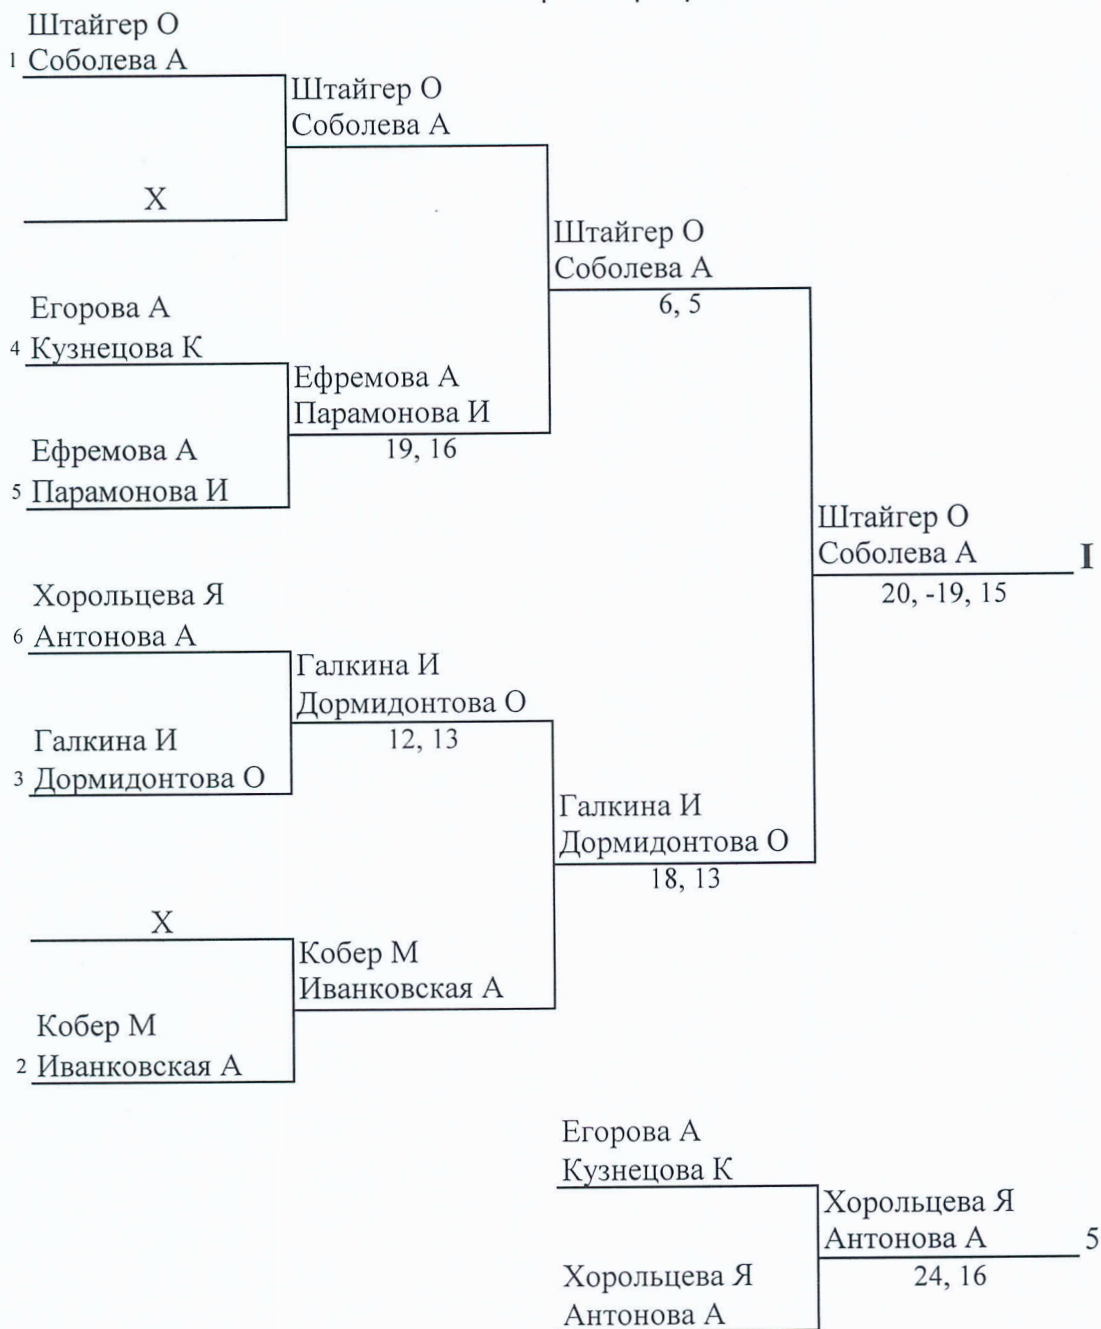 Штайгер О
1 Соболева А
Штайгер О
Соболева А
X
Штайгер О
Соболева А
6, 5
Егорова А
4 Кузнецова К
Ефремова А
Парамонова И
19, 16
Ефремова А
5 Парамонова И
Штайгер О
Соболева А
I
20, -19, 15
Хорольцева Я
6 Антонова А
Галкина И
Дормидонтова О
12, 13
Галкина И
3 Дормидонтова О
Галкина И
Дормидонтова О
18, 13
X
Кобер М
Иванковская А
Кобер М
2 Иванковская А
Егорова А
Кузнецова К
Хорольцева Я
Антонова А
5
24, 16
Хорольцева Я
Антонова А